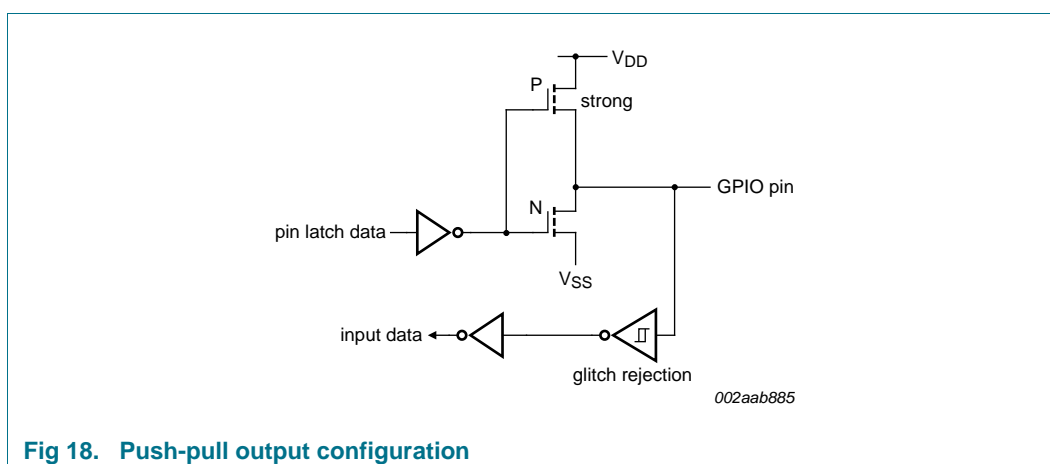 VDD
P
strong
GPIO pin
N
pin latch data
VSS
input data
glitch rejection
002aab885
Fig 18. Push-pull output configuration